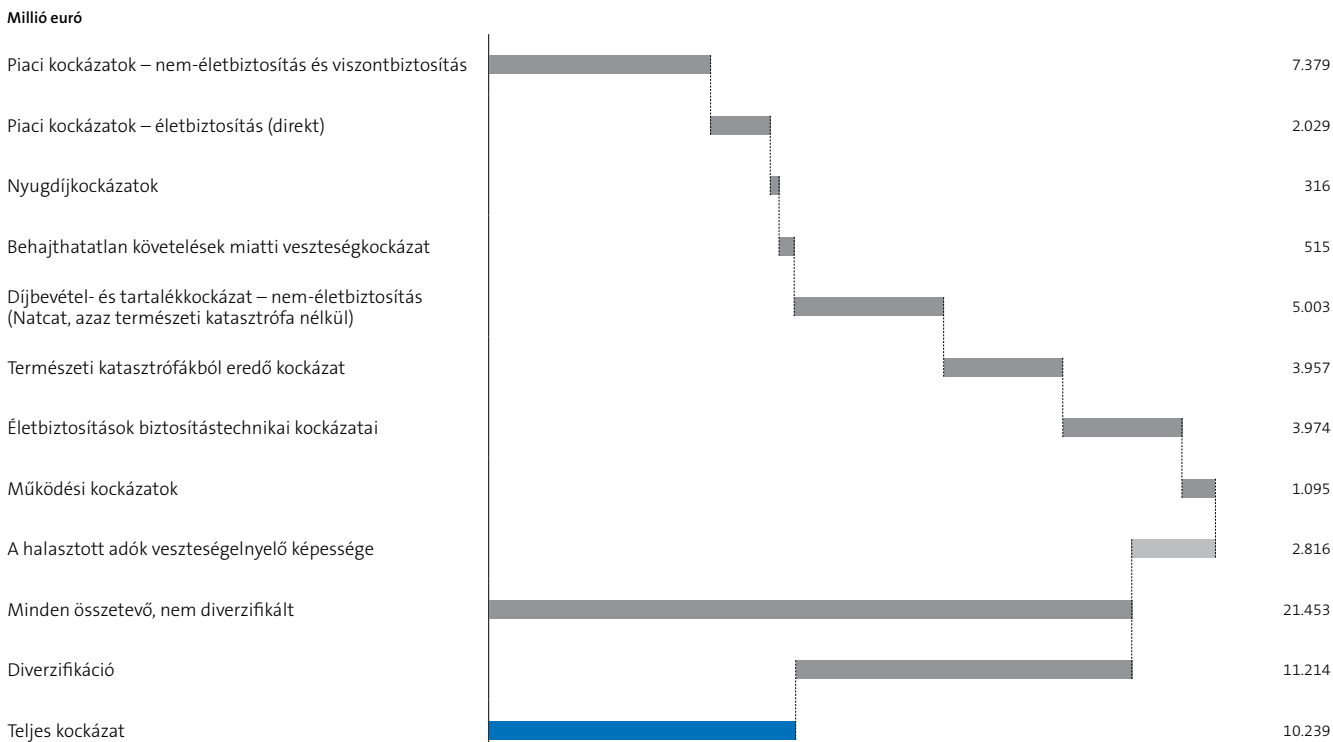 Millió euró
Piaci kockázatok – nem-életbiztosítás és viszontbiztosítás 7.379
Piaci kockázatok – életbiztosítás (direkt) 2.029
Nyugdíjkockázatok 316
Behajthatatlan követelések miatti veszteségkockázat 515
Díjbevétel- és tartalékkockázat – nem-életbiztosítás
(Natcat, azaz természeti katasztrófa nélkül) 5.003
Természeti katasztrófákból eredő kockázat 3.957
Életbiztosítások biztosítástechnikai kockázatai 3.974
Működési kockázatok 1.095
A halasztott adók veszteségelnyelő képessége 2.816
Minden összetevő, nem diverzifikált 21.453
Diverzifikáció 11.214
Teljes kockázat 10.239